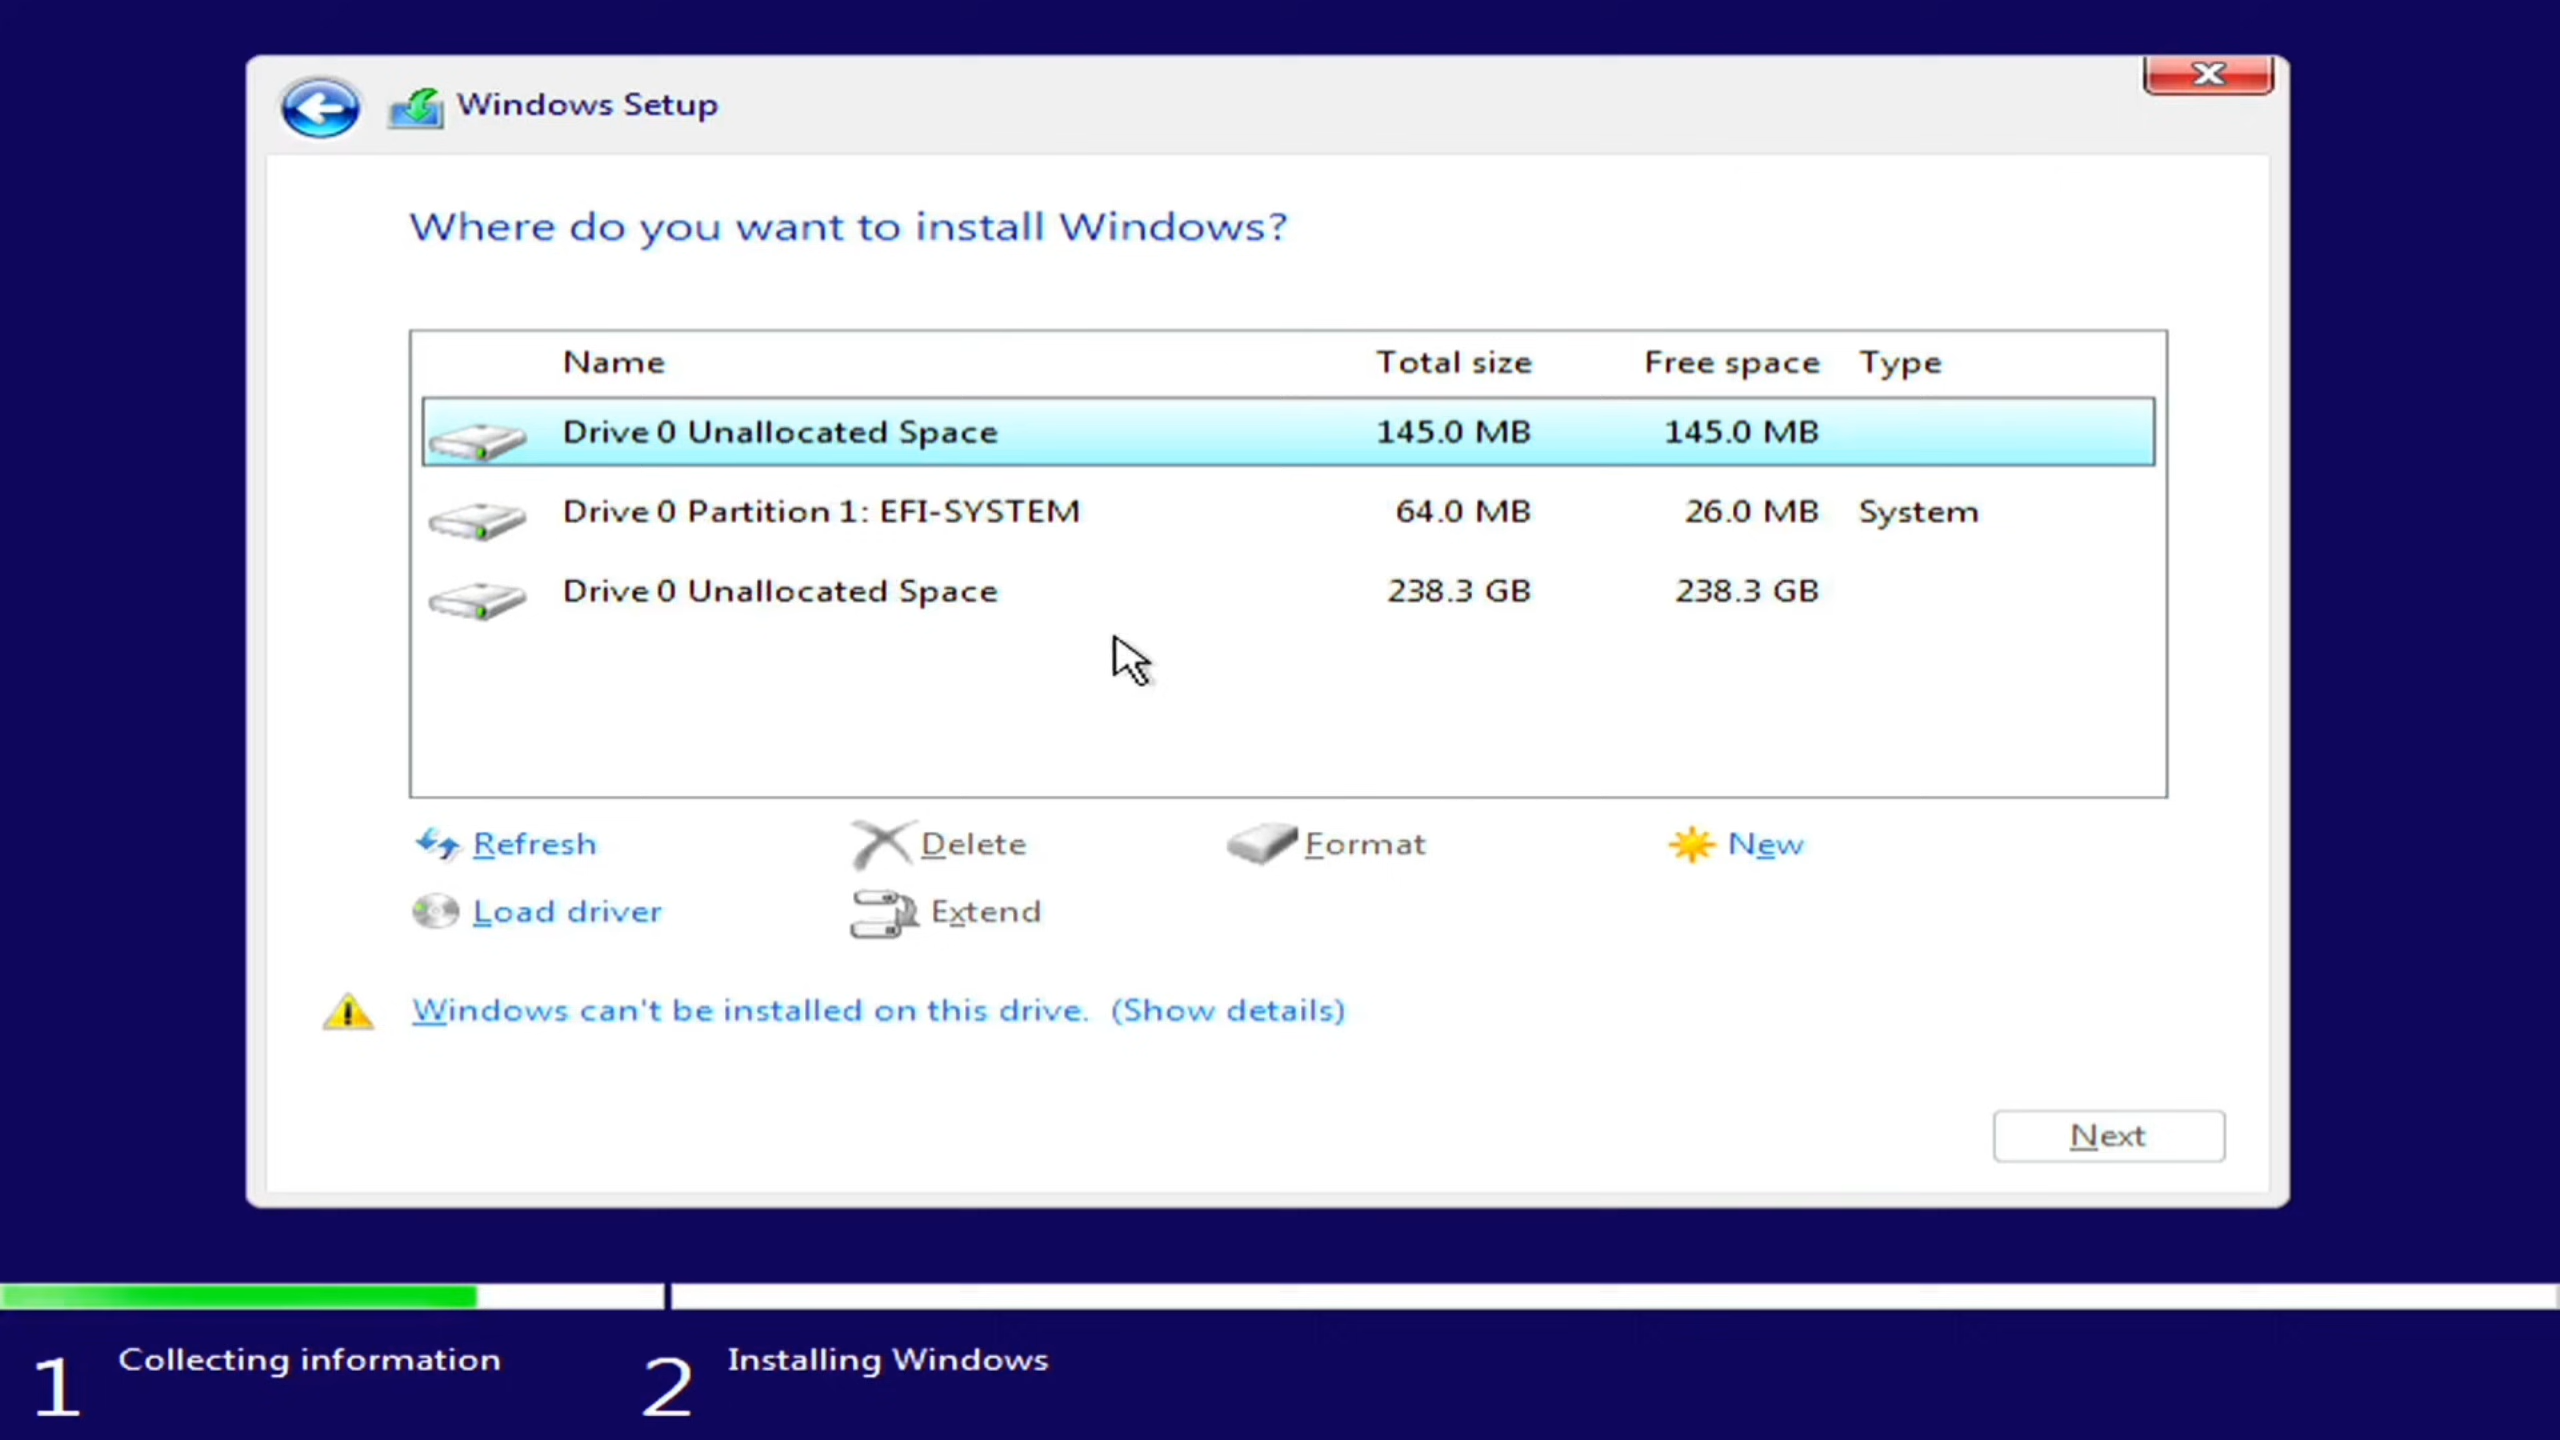 Windows Setup
Where do you want to install Windows?
Name Total size Free space Type
Drive 0 Unallocated Space 145.0 MB 145.0 MB
Drive 0 Partition 1: EFI-SYSTEM 64.0 MB 26.0 MB System
Drive 0 Unallocated Space 238.3 GB 238.3 GB
Refresh Delete Format New
Load driver Extend
Windows can't be installed on this drive. (Show details)
Next
1 Collecting information 2 Installing Windows